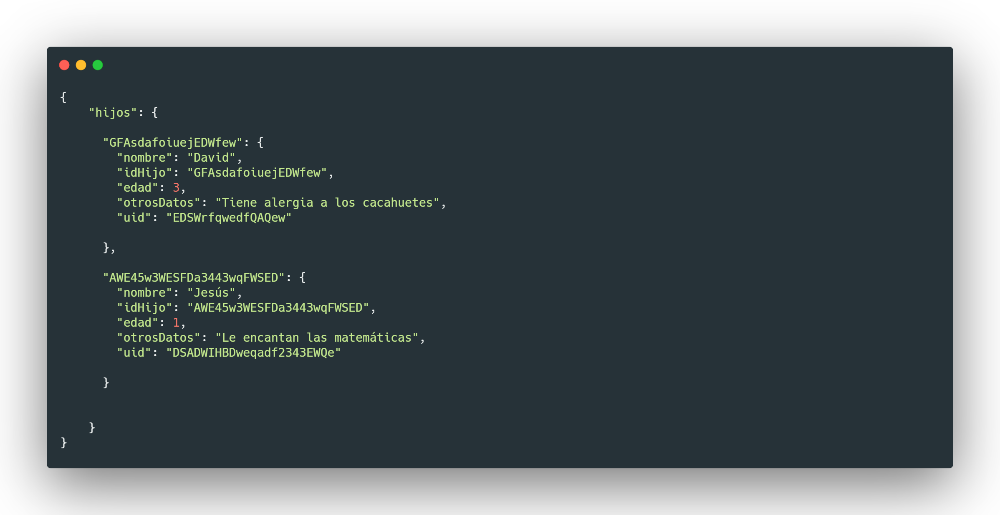 {
    "hijos": {
      "GFAsdafoiuejEDWfew": {
        "nombre": "David",
        "idHijo": "GFAsdafoiuejEDWfew",
        "edad": 3,
        "otrosDatos": "Tiene alergia a los cacahuetes",
        "uid": "EDSWrfqwedfQAQew"
      },
      "AWE45w3WESFDa3443wqFWSED": {
        "nombre": "Jesús",
        "idHijo": "AWE45w3WESFDa3443wqFWSED",
        "edad": 1,
        "otrosDatos": "Le encantan las matemáticas",
        "uid": "DSADWIHBDweqadf2343EWQe"
      }
    }
}